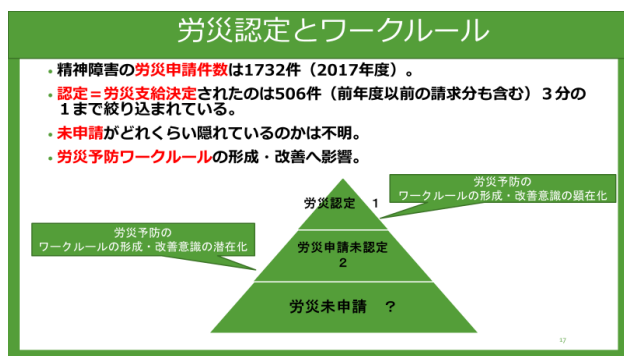 労災認定とワークルール
・精神障害の労災申請件数は1732件（2017年度）。
・認定＝労災支給決定されたのは506件（前年度以前の請求分も含む）３分の
１まで絞り込まれている。
・未申請がどれくらい隠れているのかは不明。
・労災予防ワークルールの形成・改善へ影響。
労災予防の
ワークルールの形成・改善意識の顕在化
労災認定　1
労災予防の
ワークルールの形成・改善意識の潜在化
労災申請未認定
2
労災未申請　？
17